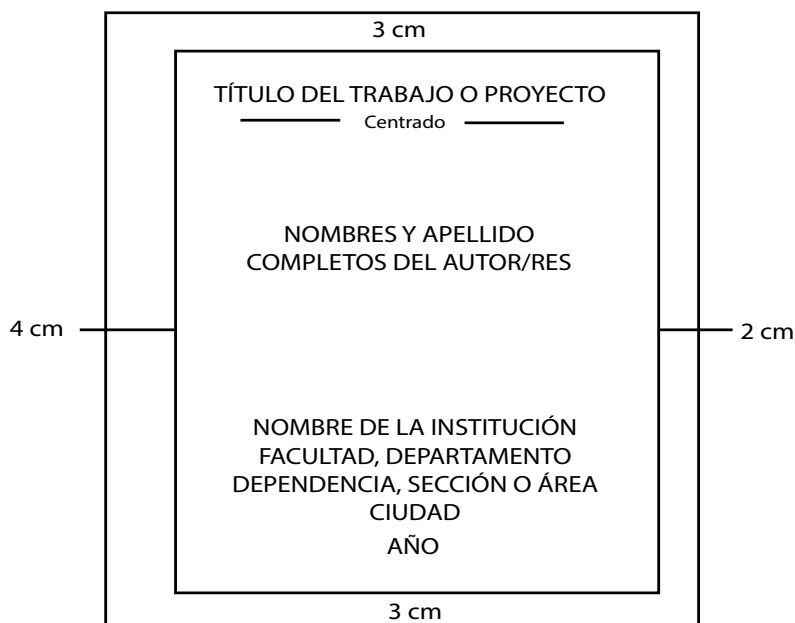 3 cm
TÍTULO DEL TRABAJO O PROYECTO
Centrado
NOMBRES Y APELLIDO
COMPLETOS DEL AUTOR/RES
4 cm
2 cm
NOMBRE DE LA INSTITUCIÓN
FACULTAD, DEPARTAMENTO
DEPENDENCIA, SECCIÓN O ÁREA
CIUDAD
AÑO
3 cm